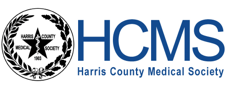 HARRIS COUNTY
MEDICAL SOCIETY
1903
HCMS
Harris County Medical Society